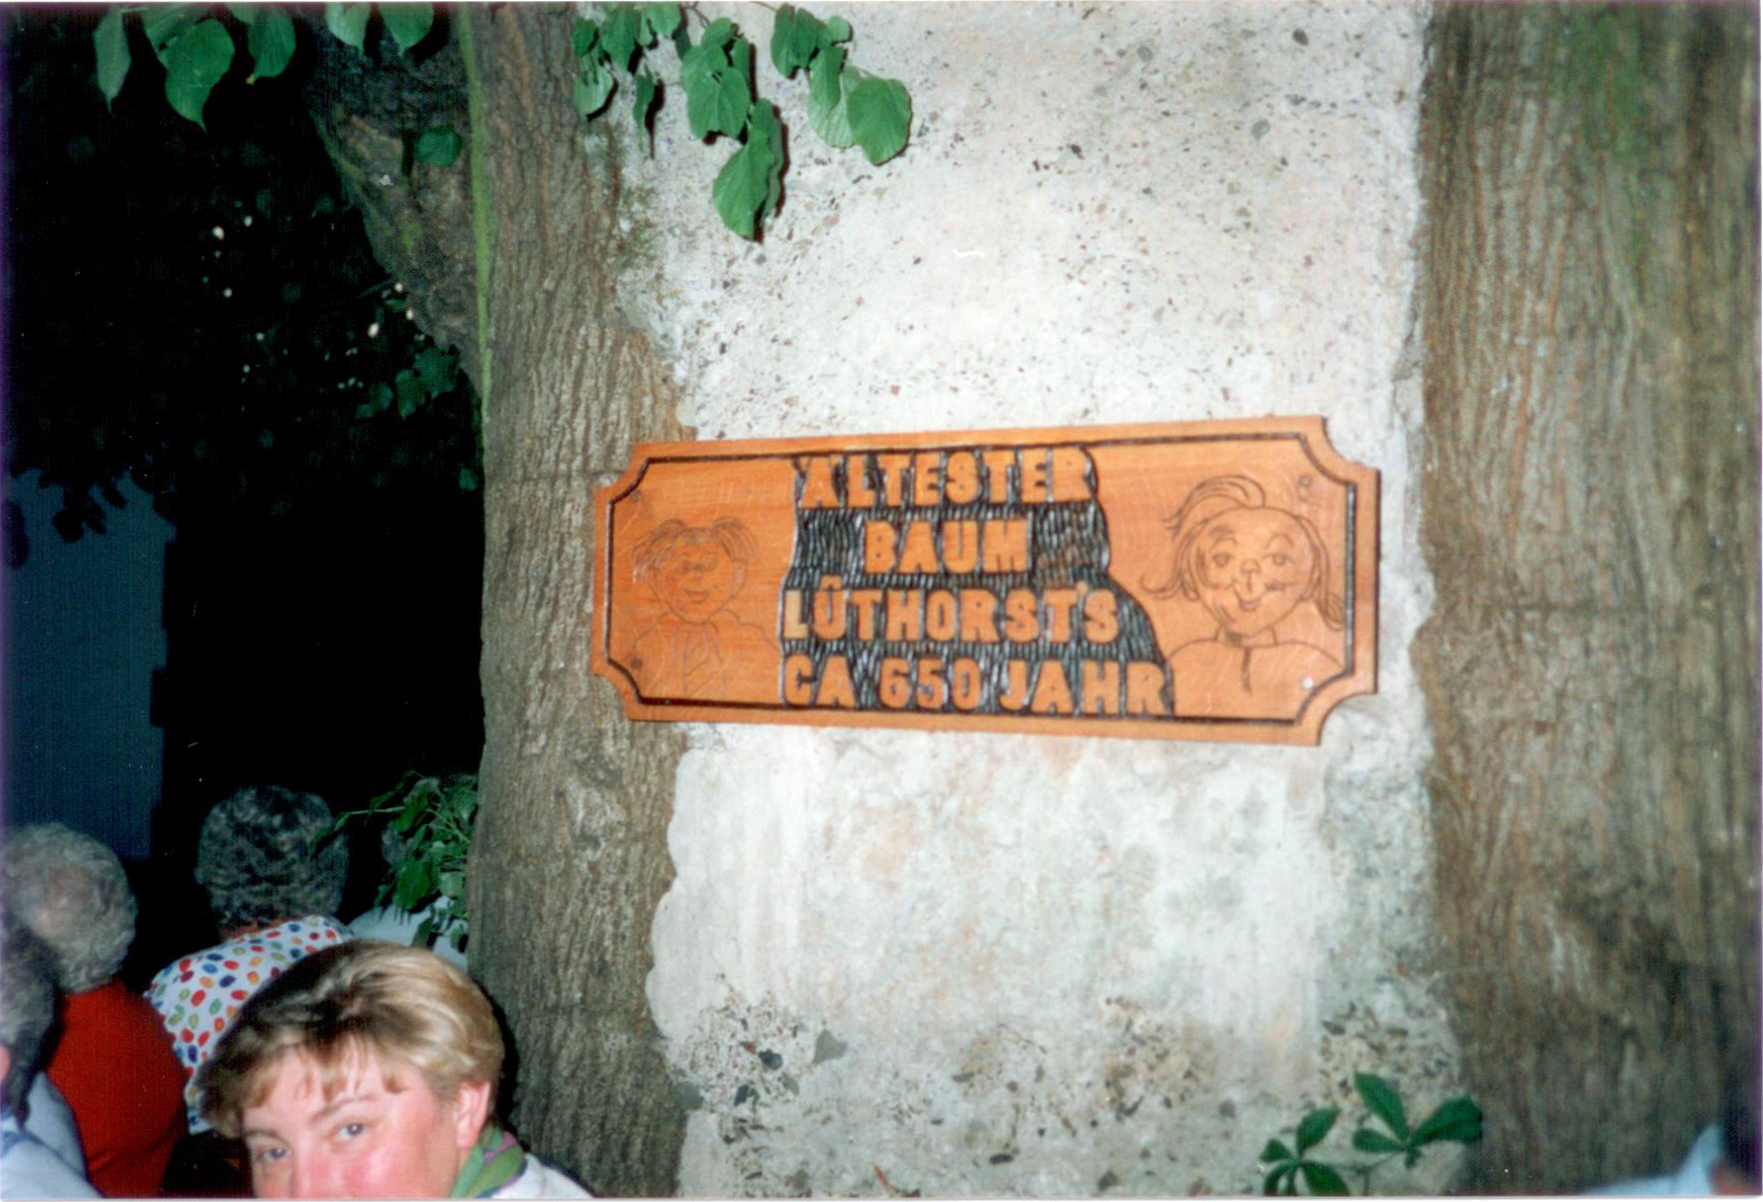 ÄLTESTER
BAUM
LÜTHORST'S
CA 650 JAHR